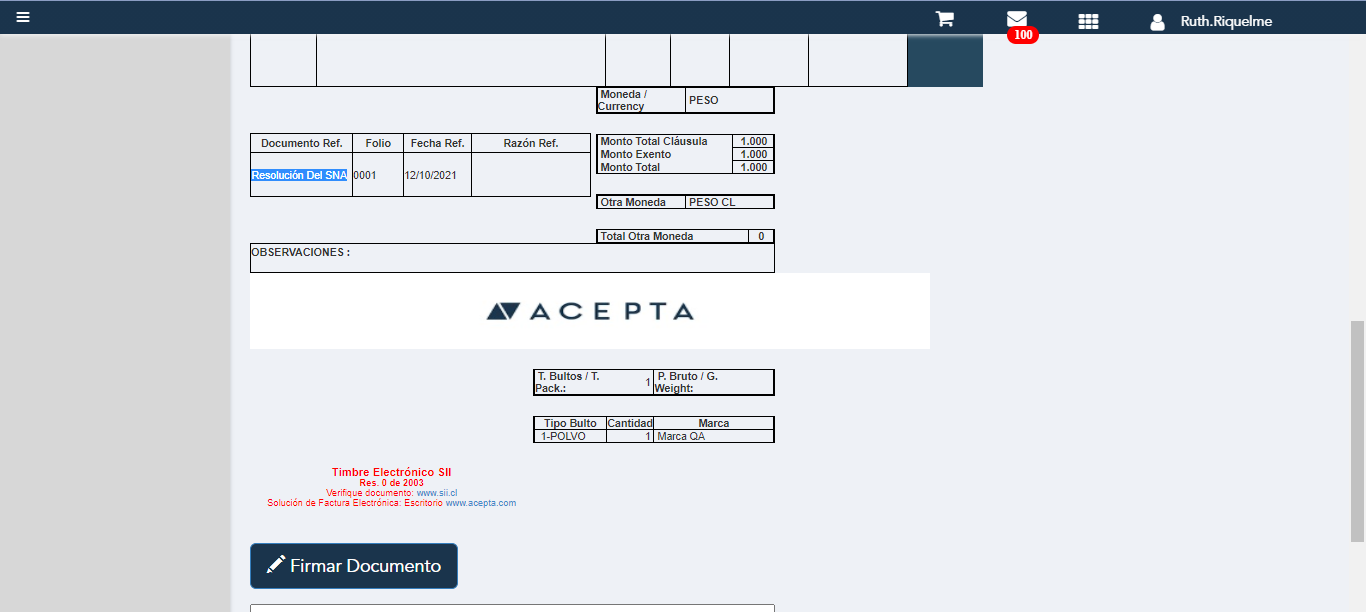 Ruth.Riquelme
100
Moneda / Currency PESO
Documento Ref. Folio Fecha Ref. Razón Ref.
Resolución Del SNA 0001 12/10/2021
Monto Total Cláusula 1.000
Monto Exento 1.000
Monto Total 1.000
Otra Moneda PESO CL
Total Otra Moneda 0
OBSERVACIONES :
ACEPTA
T. Bultos / T. Pack.: 1 P. Bruto / G. Weight:
Tipo Bulto Cantidad Marca
1-POLVO 1 Marca QA
Timbre Electrónico SII
Res. 0 de 2003
Verifique documento: www.sii.cl
Solución de Factura Electrónica: Escritorio www.acepta.com
Firmar Documento